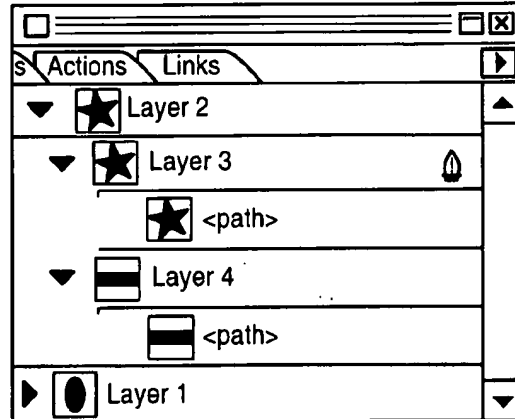 s Actions Links
Layer 2
Layer 3
<path>
Layer 4
<path>
Layer 1